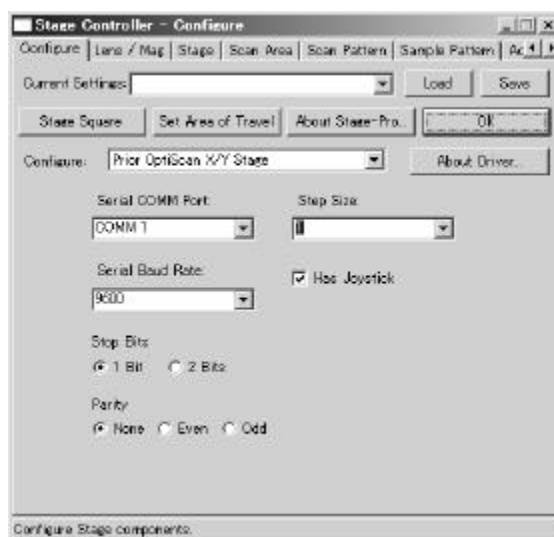 Stage Controller - Configure
Configure Lens / Mag Stage Scan Area Scan Pattern Sample Pattern
Current Settings: Load Save
Stage Square Set Area of Travel About Stage-Pro.. OK
Configure: Prior OptiScan X/Y Stage About Driver...
Serial COMM Port: Step Size:
COMM 1
Serial Baud Rate: Has Joystick
9600
Stop Bits
1 Bit 2 Bits
Parity
None Even Odd
Configure Stage components.